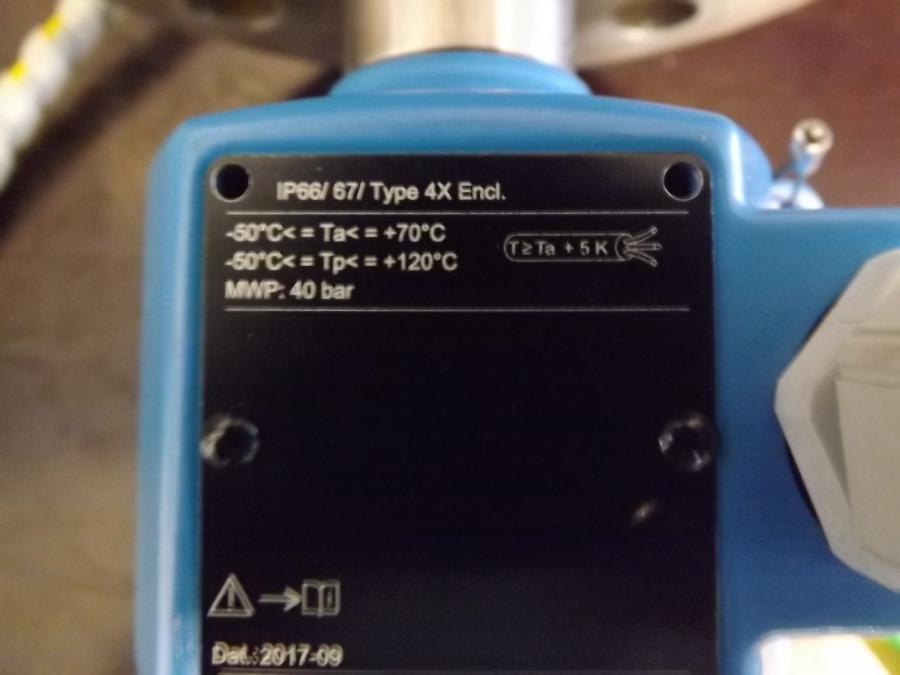 IP66/ 67/ Type 4X Encl.
-50°C< = Ta< = +70°C
T≥Ta + 5 K
-50°C< = Tp< = +120°C
MWP: 40 bar
Dat.:2017-09